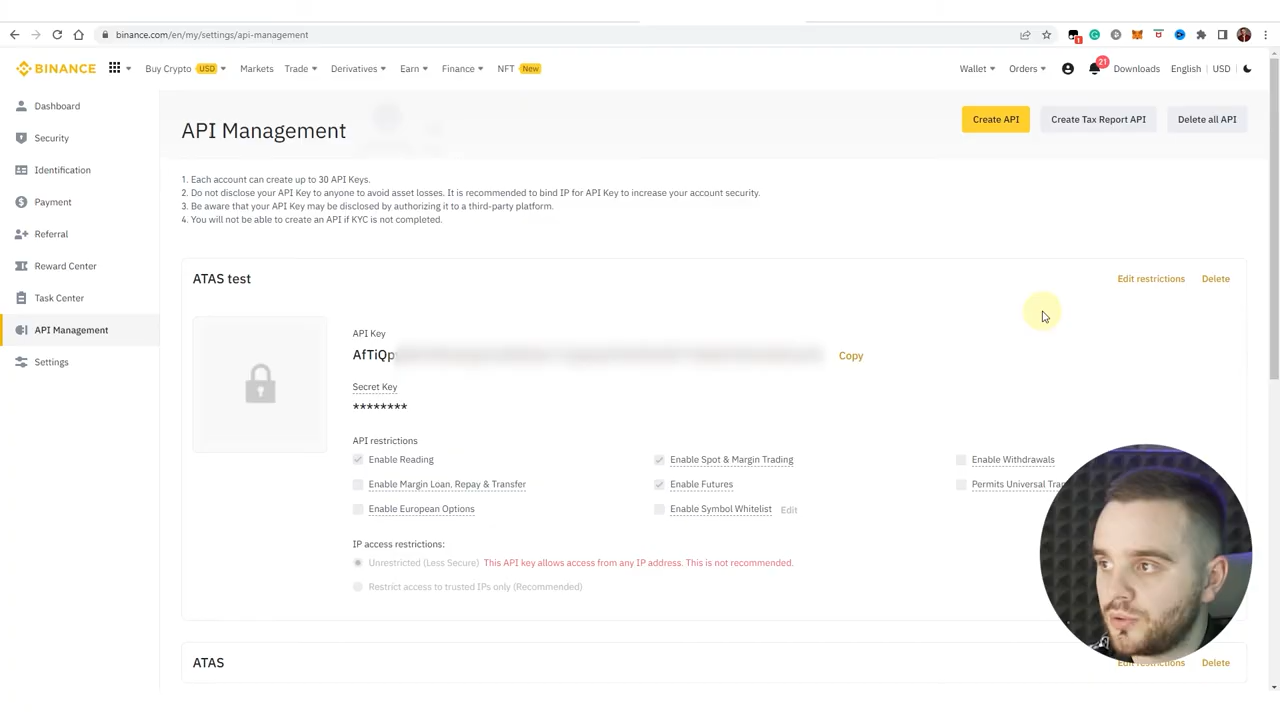 binance.com/en/my/settings/api-management
1
BINANCE
Buy Crypto USD Markets Trade Derivatives Earn Finance NFT New
Wallet Orders 21 Downloads English | USD
Dashboard
Security
Identification
Payment
Referral
Reward Center
Task Center
API Management
Settings
API Management
Create API
Create Tax Report API
Delete all API
1. Each account can create up to 30 API Keys.
2. Do not disclose your API Key to anyone to avoid asset losses. It is recommended to bind IP for API Key to increase your account security.
3. Be aware that your API Key may be disclosed by authorizing it to a third-party platform.
4. You will not be able to create an API if KYC is not completed.
ATAS test
Edit restrictions
Delete
API Key
AfTiQp
Copy
Secret Key
********
API restrictions
Enable Reading
Enable Spot & Margin Trading
Enable Withdrawals
Enable Margin Loan, Repay & Transfer
Enable Futures
Permits Universal
Enable European Options
Enable Symbol Whitelist Edit
IP access restrictions:
Unrestricted (Less Secure) This API key allows access from any IP address. This is not recommended.
Restrict access to trusted IPs only (Recommended)
ATAS
Edit restrictions
Delete